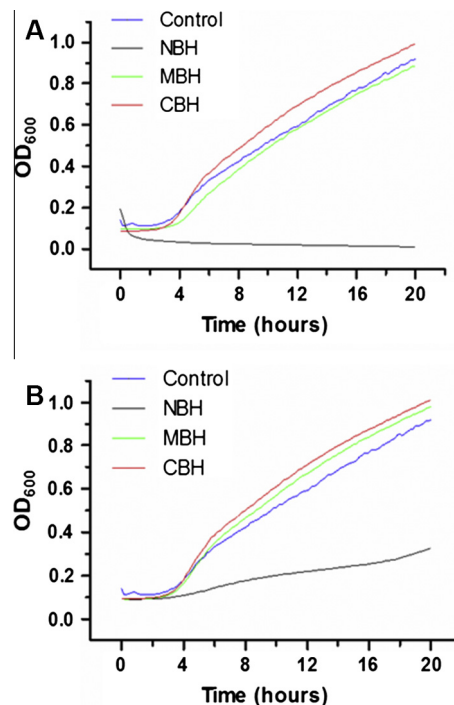 A
Control
NBH
MBH
CBH
OD600
1.0
0.8
0.6
0.4
0.2
0.0
0 4 8 12 16 20
Time (hours)
B
Control
NBH
MBH
CBH
OD600
1.0
0.8
0.6
0.4
0.2
0.0
0 4 8 12 16 20
Time (hours)